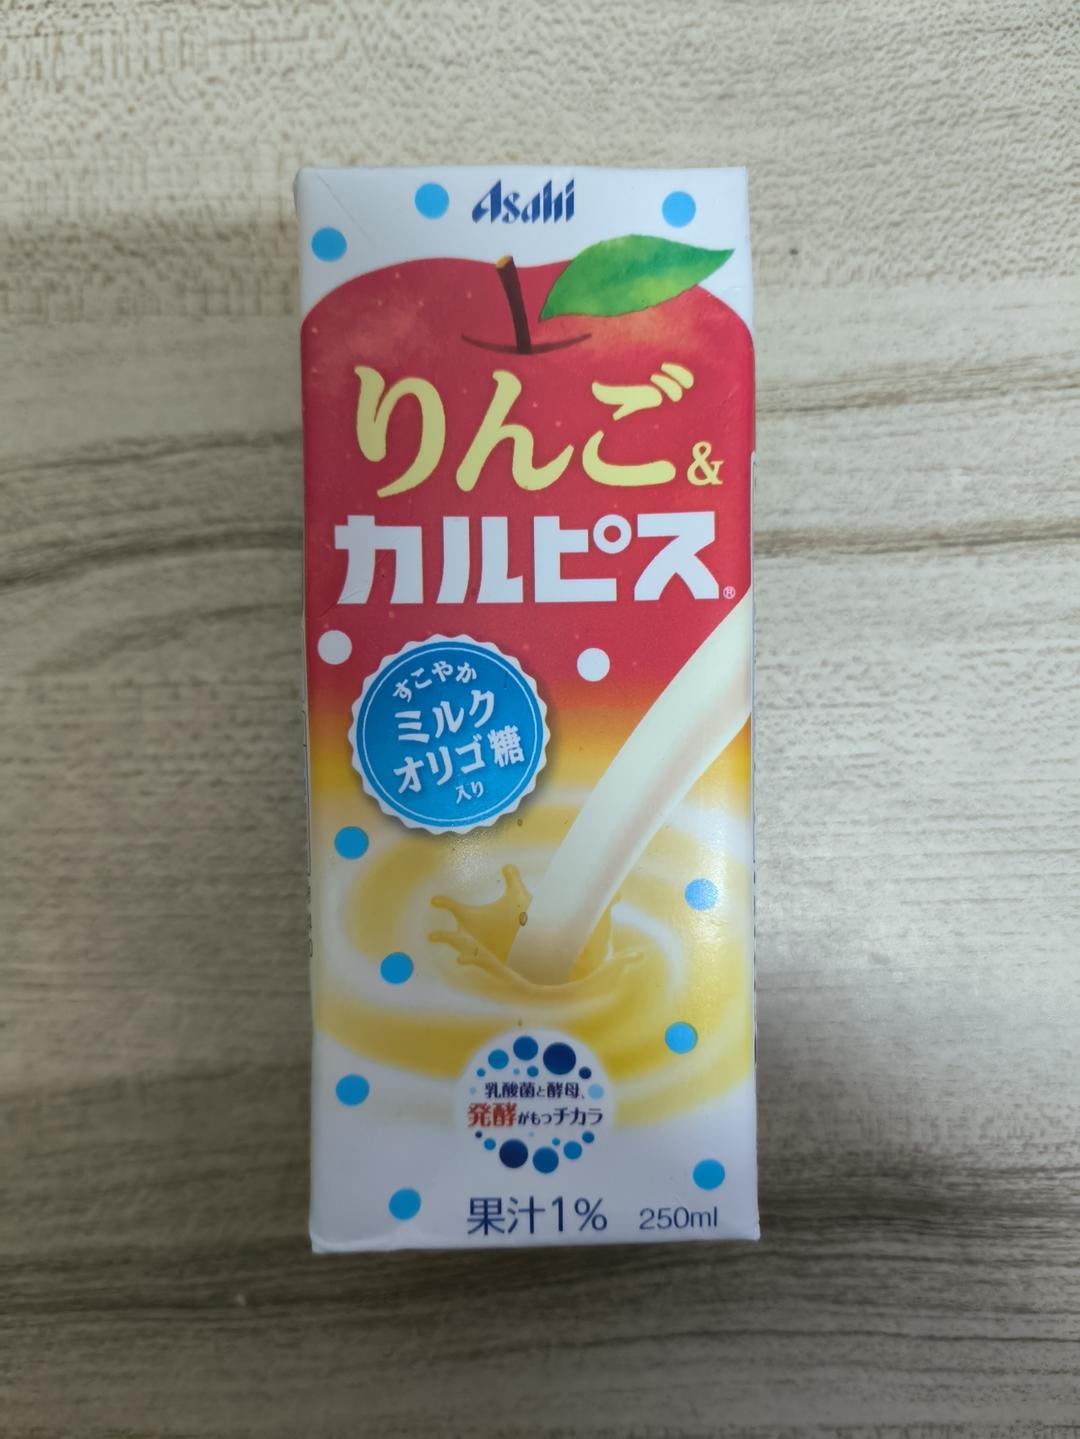 Asahi
りんご&
カルピス®
すこやか
ミルク
オリゴ糖
入り
乳酸菌と酵母、
発酵がもつチカラ
果汁1% 250ml